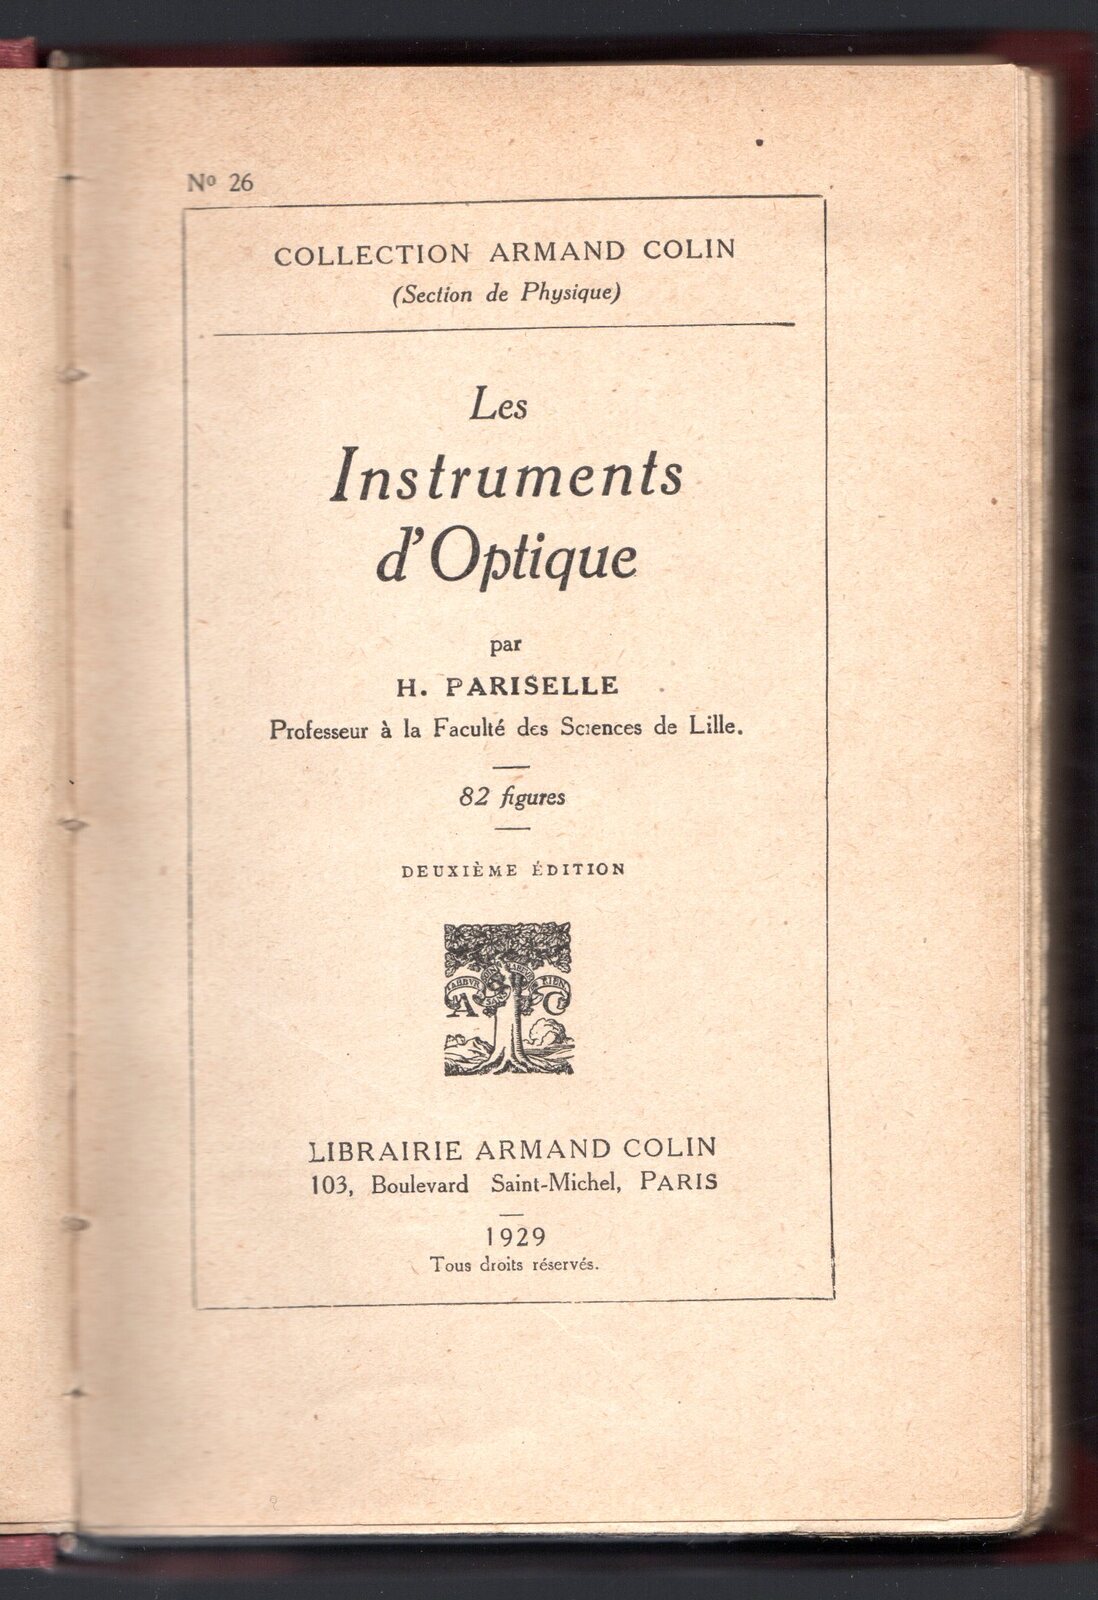 Nº 26
COLLECTION ARMAND COLIN
(Section de Physique)
Les
Instruments
d'Optique
par
H. PARISELLE
Professeur à la Faculté des Sciences de Lille.
82 figures
DEUXIÈME ÉDITION
A C
LIBRAIRIE ARMAND COLIN
103, Boulevard Saint-Michel, PARIS
1929
Tous droits réservés.